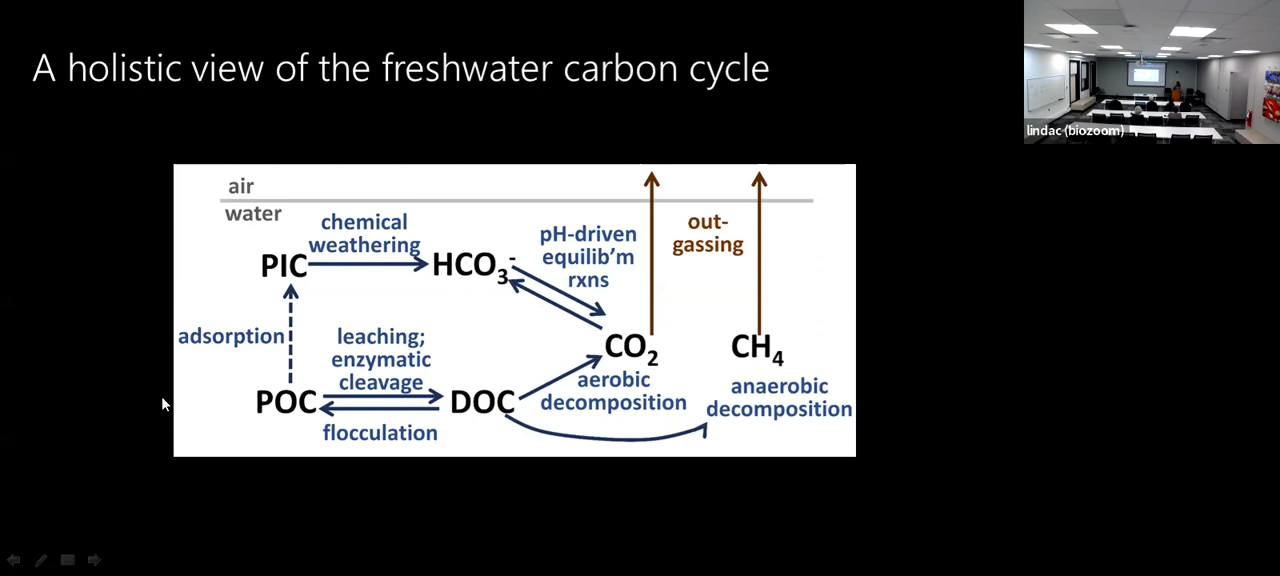 A holistic view of the freshwater carbon cycle
lindac (biozoom)
air
water
chemical
weathering
PIC
HCO₃⁻
pH-driven
equilib’m
rxns
out-
gassing
adsorption
leaching;
enzymatic
cleavage
CO₂
CH₄
aerobic
decomposition
anaerobic
decomposition
POC
DOC
flocculation